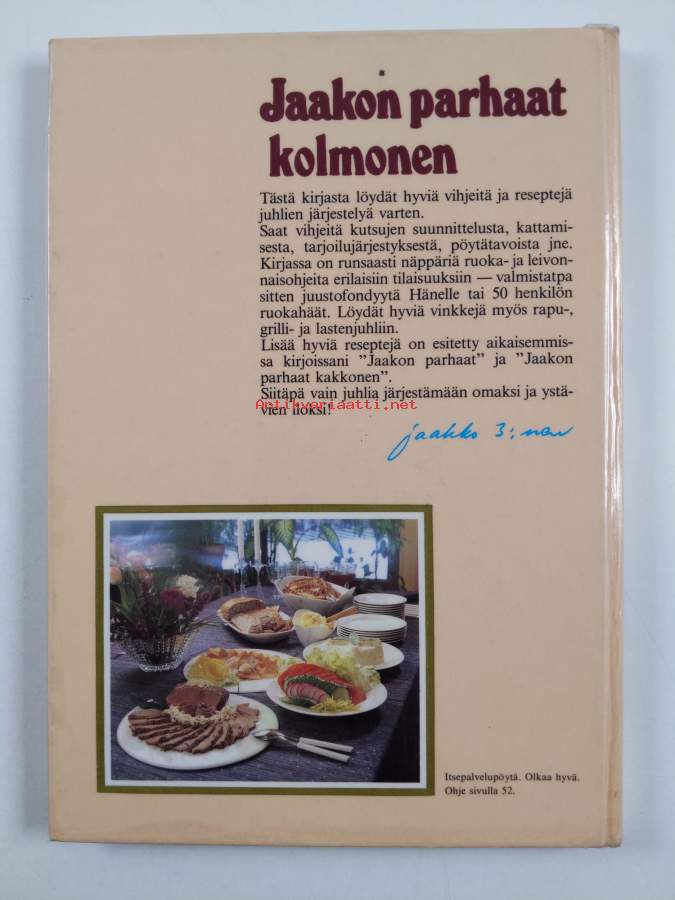 Jaakon parhaat
kolmonen
Tästä kirjasta löydät hyviä vihjeitä ja reseptejä
juhlien järjestelyä varten.
Saat vihjeitä kutsujen suunnittelusta, kattami-
sesta, tarjoilujärjestyksestä, pöytätavoista jne.
Kirjassa on runsaasti näppäriä ruoka- ja leivon-
naisohjeita erilaisiin tilaisuuksiin — valmistatpa
sitten juustofondyytä Hänelle tai 50 henkilön
ruokahäät. Löydät hyviä vinkkejä myös rapu-,
grilli- ja lastenjuhliin.
Lisää hyviä reseptejä on esitetty aikaisemmis-
sa kirjoissani ”Jaakon parhaat” ja ”Jaakon
parhaat kakkonen”.
Siitäpä vain juhlia järjestämään omaksi ja ystä-
Antikvariaatti.net
vien iloksi!
jaakko 3:nen
Itsepalvelupöytä. Olkaa hyvä.
Ohje sivulla 52.